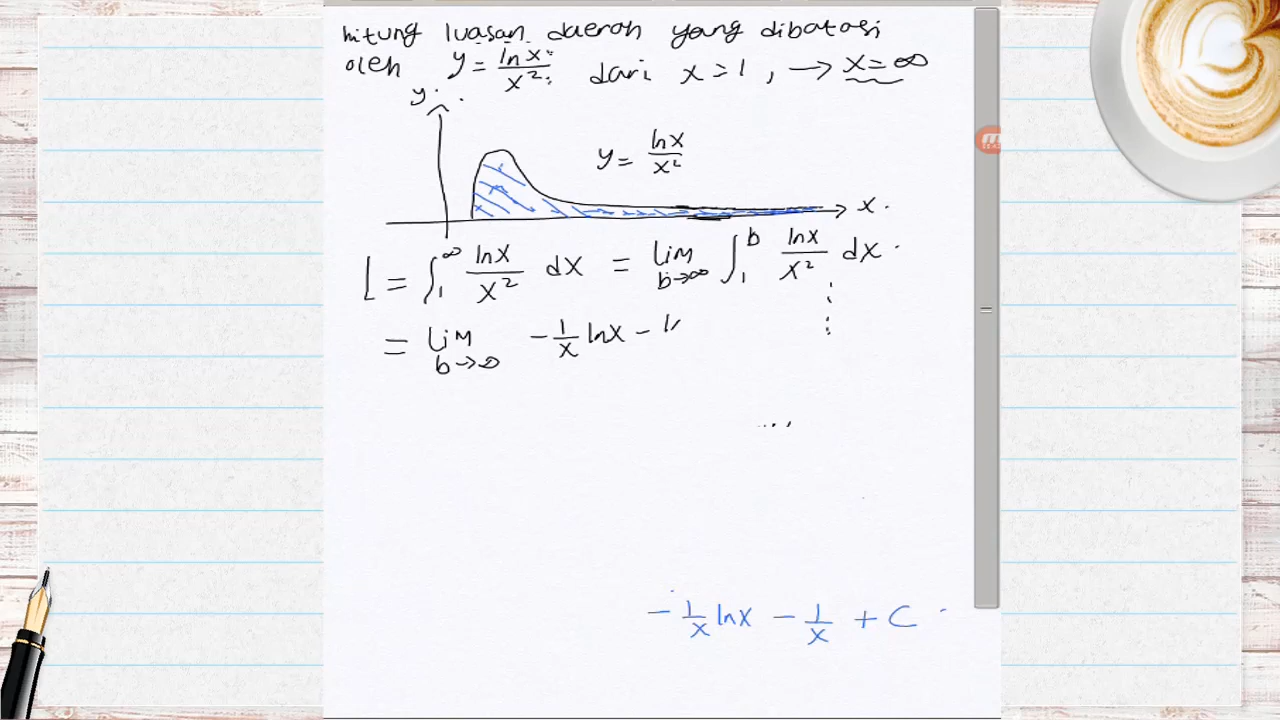 hitung luasan daerah yang dibatasi
oleh y = ln x / x² dari x = 1 , → x = ∞
y
y = ln x / x²
x
L = ∫₁^∞ ln x / x² dx = lim b→∞ ∫₁^b ln x / x² dx
= lim b→∞ - 1/x ln x -
...
- 1/x ln x - 1/x + C